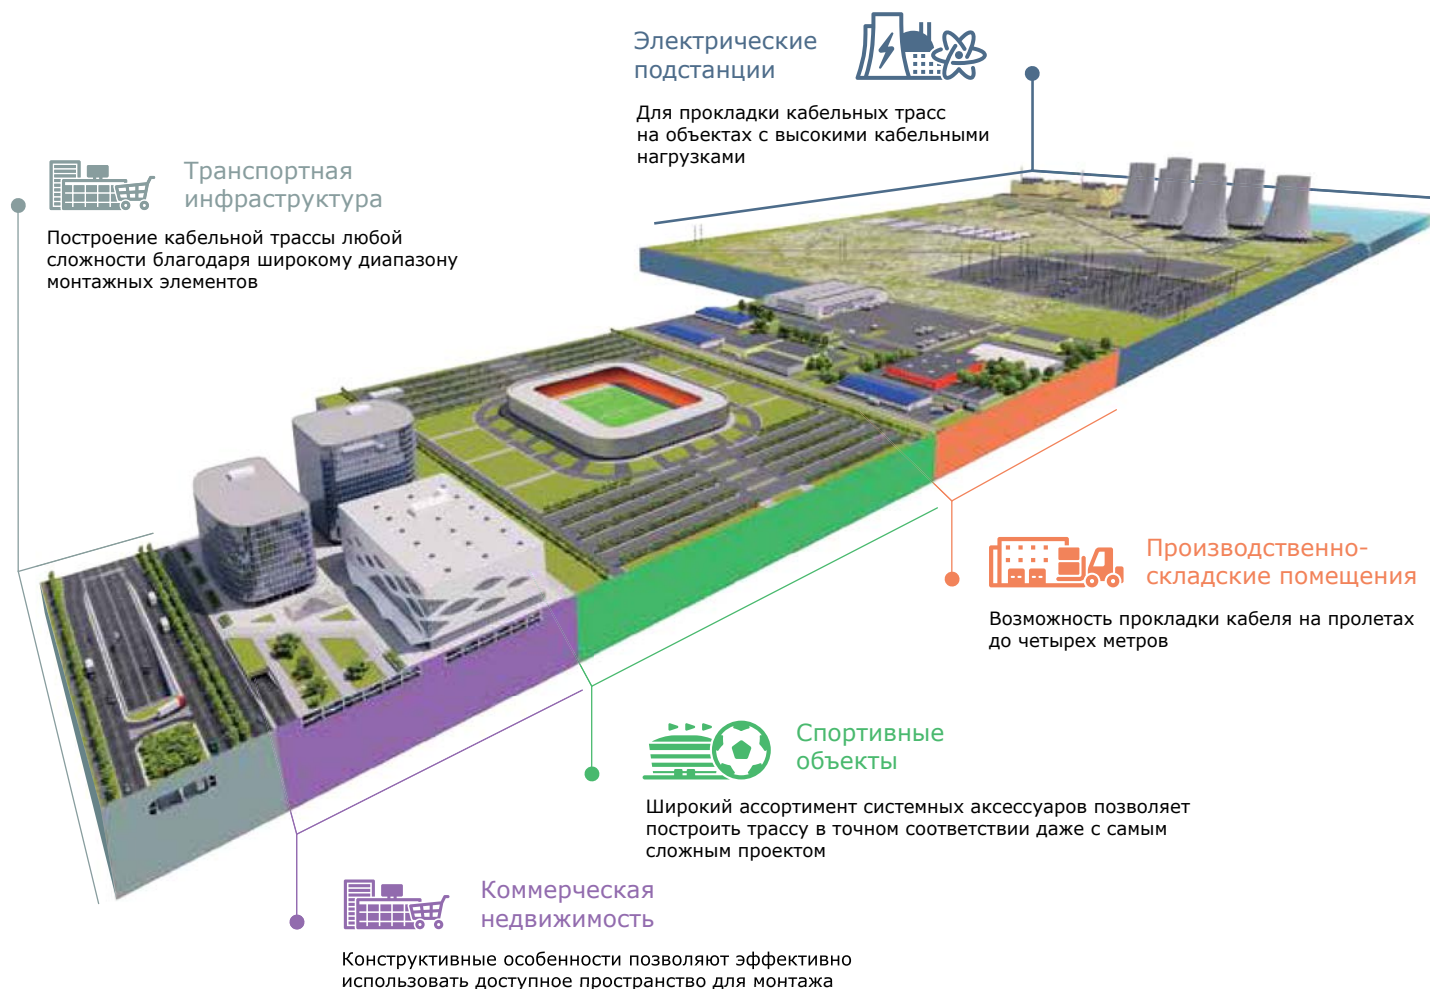 Электрические
подстанции
Для прокладки кабельных трасс
на объектах с высокими кабельными
нагрузками
Транспортная
инфраструктура
Построение кабельной трассы любой
сложности благодаря широкому диапазону
монтажных элементов
Производственно-
складские помещения
Возможность прокладки кабеля на пролетах
до четырех метров
Спортивные
объекты
Широкий ассортимент системных аксессуаров позволяет
построить трассу в точном соответствии даже с самым
сложным проектом
Коммерческая
недвижимость
Конструктивные особенности позволяют эффективно
использовать доступное пространство для монтажа